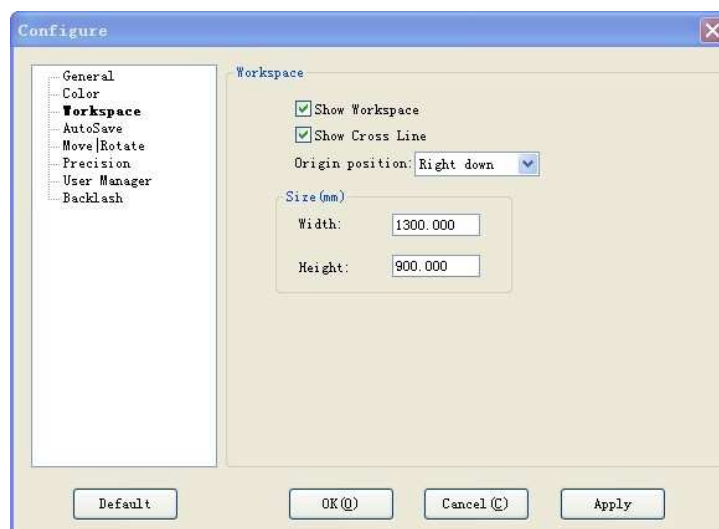 Configure
General
Color
Workspace
AutoSave
Move|Rotate
Precision
User Manager
Backlash
Workspace
Show Workspace
Show Cross Line
Origin position: Right down
Size(mm)
Width: 1300.000
Height: 900.000
Default
OK(O)
Cancel(C)
Apply